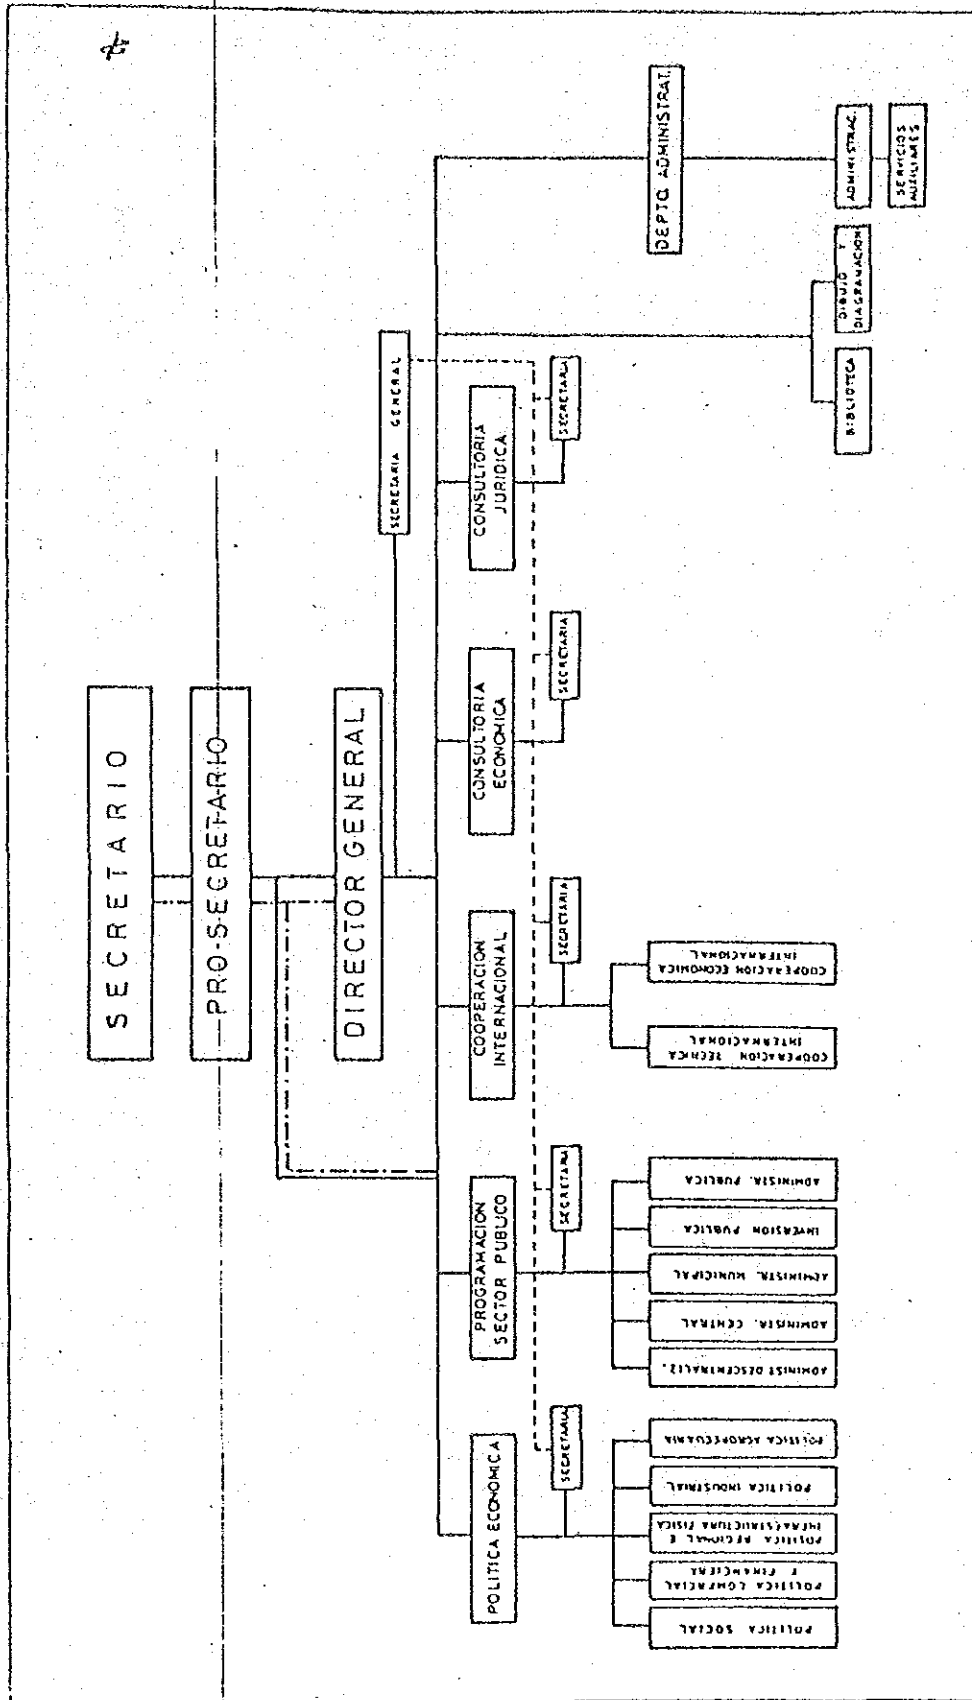 SECRETARIO
PRO-SECRETARIO
DIRECTOR GENERAL
SECRETARIA GENERAL
POLITICA ECONOMICA
PROGRAMACION
SECTOR PUBLICO
COOPERACION
INTERNACIONAL
CONSULTORIA
ECONOMICA
CONSULTORIA
JURIDICA
DEPTO. ADMINISTRAT.
SECRETARIA
SECRETARIA
SECRETARIA
SECRETARIA
SECRETARIA
POLITICA SOCIAL
POLITICA COMERCIAL
Y FINANCIERA
POLITICA REGIONAL E
INFRAESTRUCTURA FISICA
POLITICA INDUSTRIAL
POLITICA AGROPECUARIA
ADMINIST. DESCENTRALIZ.
ADMINISTR. CENTRAL
ADMINISTR. MUNICIPAL
INVERSION PUBLICA
ADMINISTR. PUBLICA
COOPERACION TECNICA
INTERNACIONAL
COOPERACION ECONOMICA
INTERNACIONAL
BIBLIOTECA
DIBUJO Y
DIAGRAMACION
ADMINISTRAC.
SERVICIOS
AUXILIARES